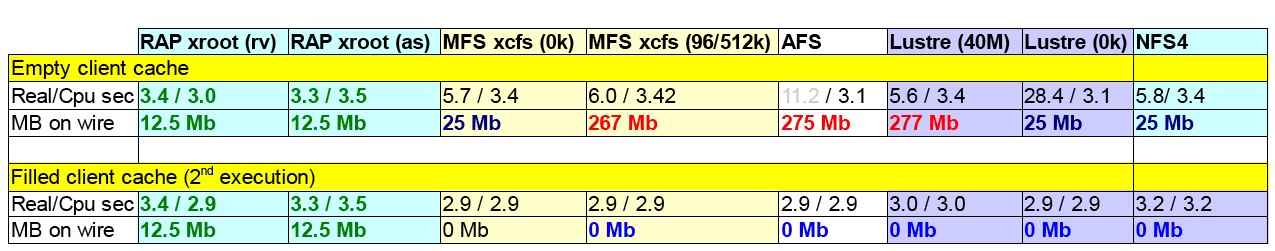 RAP xroot (rv) RAP xroot (as) MFS xcfs (0k) MFS xcfs (96/512k) AFS Lustre (40M) Lustre (0k) NFS4
Empty client cache
Real/Cpu sec 3.4 / 3.0 3.3 / 3.5 5.7 / 3.4 6.0 / 3.42 11.2 / 3.1 5.6 / 3.4 28.4 / 3.1 5.8/ 3.4
MB on wire 12.5 Mb 12.5 Mb 25 Mb 267 Mb 275 Mb 277 Mb 25 Mb 25 Mb
Filled client cache (2nd execution)
Real/Cpu sec 3.4 / 2.9 3.3 / 3.5 2.9 / 2.9 2.9 / 2.9 2.9 / 2.9 3.0 / 3.0 2.9 / 2.9 3.2 / 3.2
MB on wire 12.5 Mb 12.5 Mb 0 Mb 0 Mb 0 Mb 0 Mb 0 Mb 0 Mb